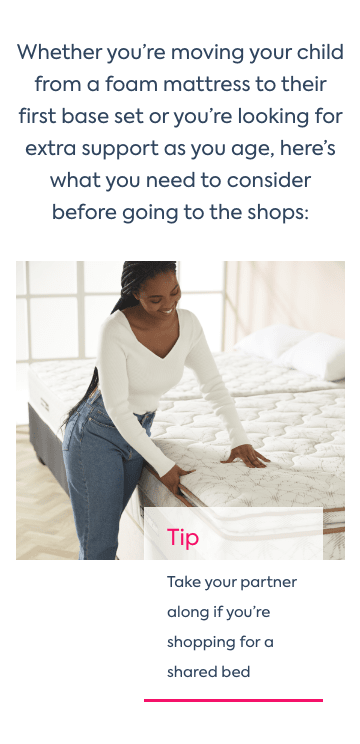 Whether you’re moving your child
from a foam mattress to their
first base set or you’re looking for
extra support as you age, here’s
what you need to consider
before going to the shops:
Tip
Take your partner
along if you’re
shopping for a
shared bed